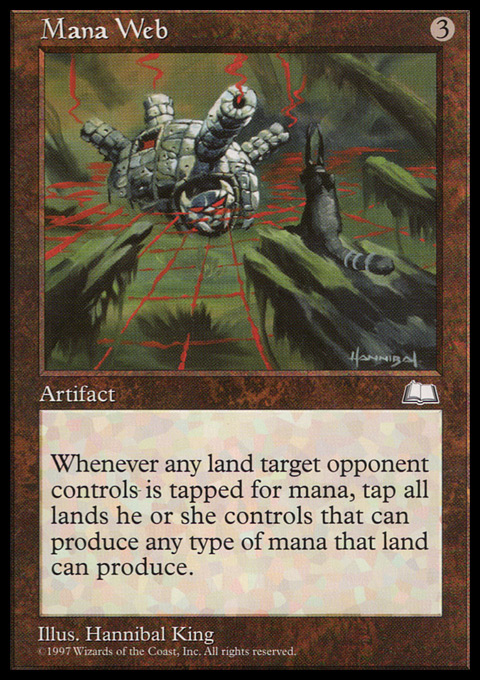 Mana Web 3
HANNIBAL
Artifact
Whenever any land target opponent
controls is tapped for mana, tap all
lands he or she controls that can
produce any type of mana that land
can produce.
Illus. Hannibal King
©1997 Wizards of the Coast, Inc. All rights reserved.